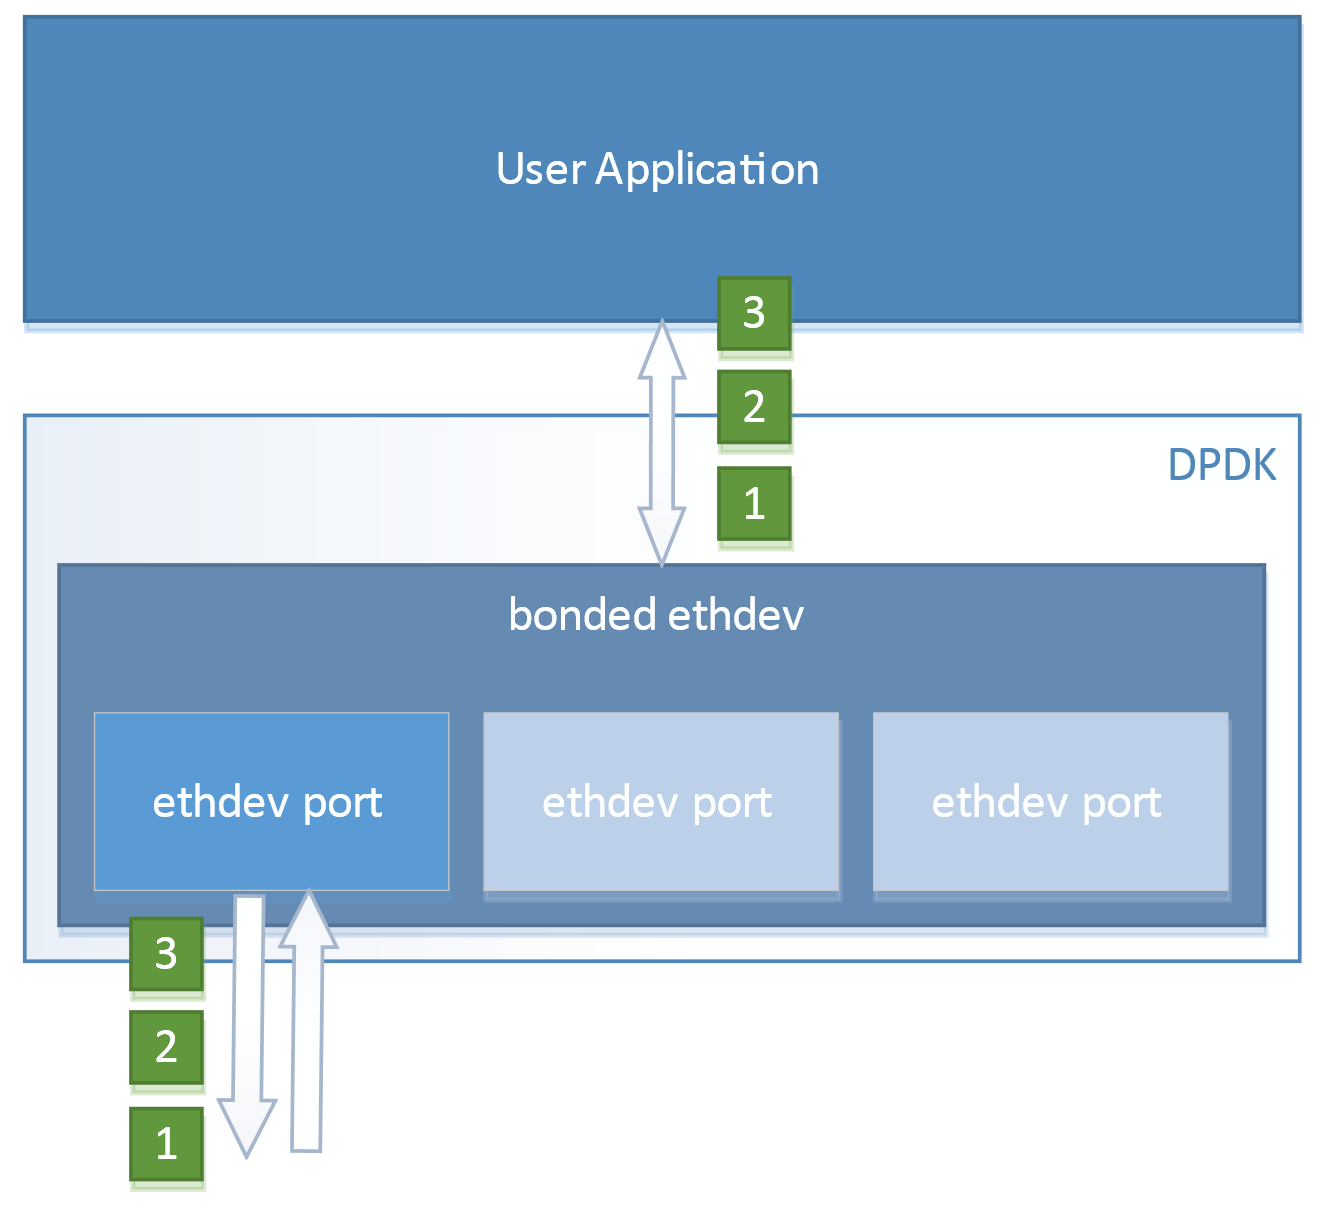 User Application
3
2
1
DPDK
bonded ethdev
ethdev port
ethdev port
ethdev port
3
2
1